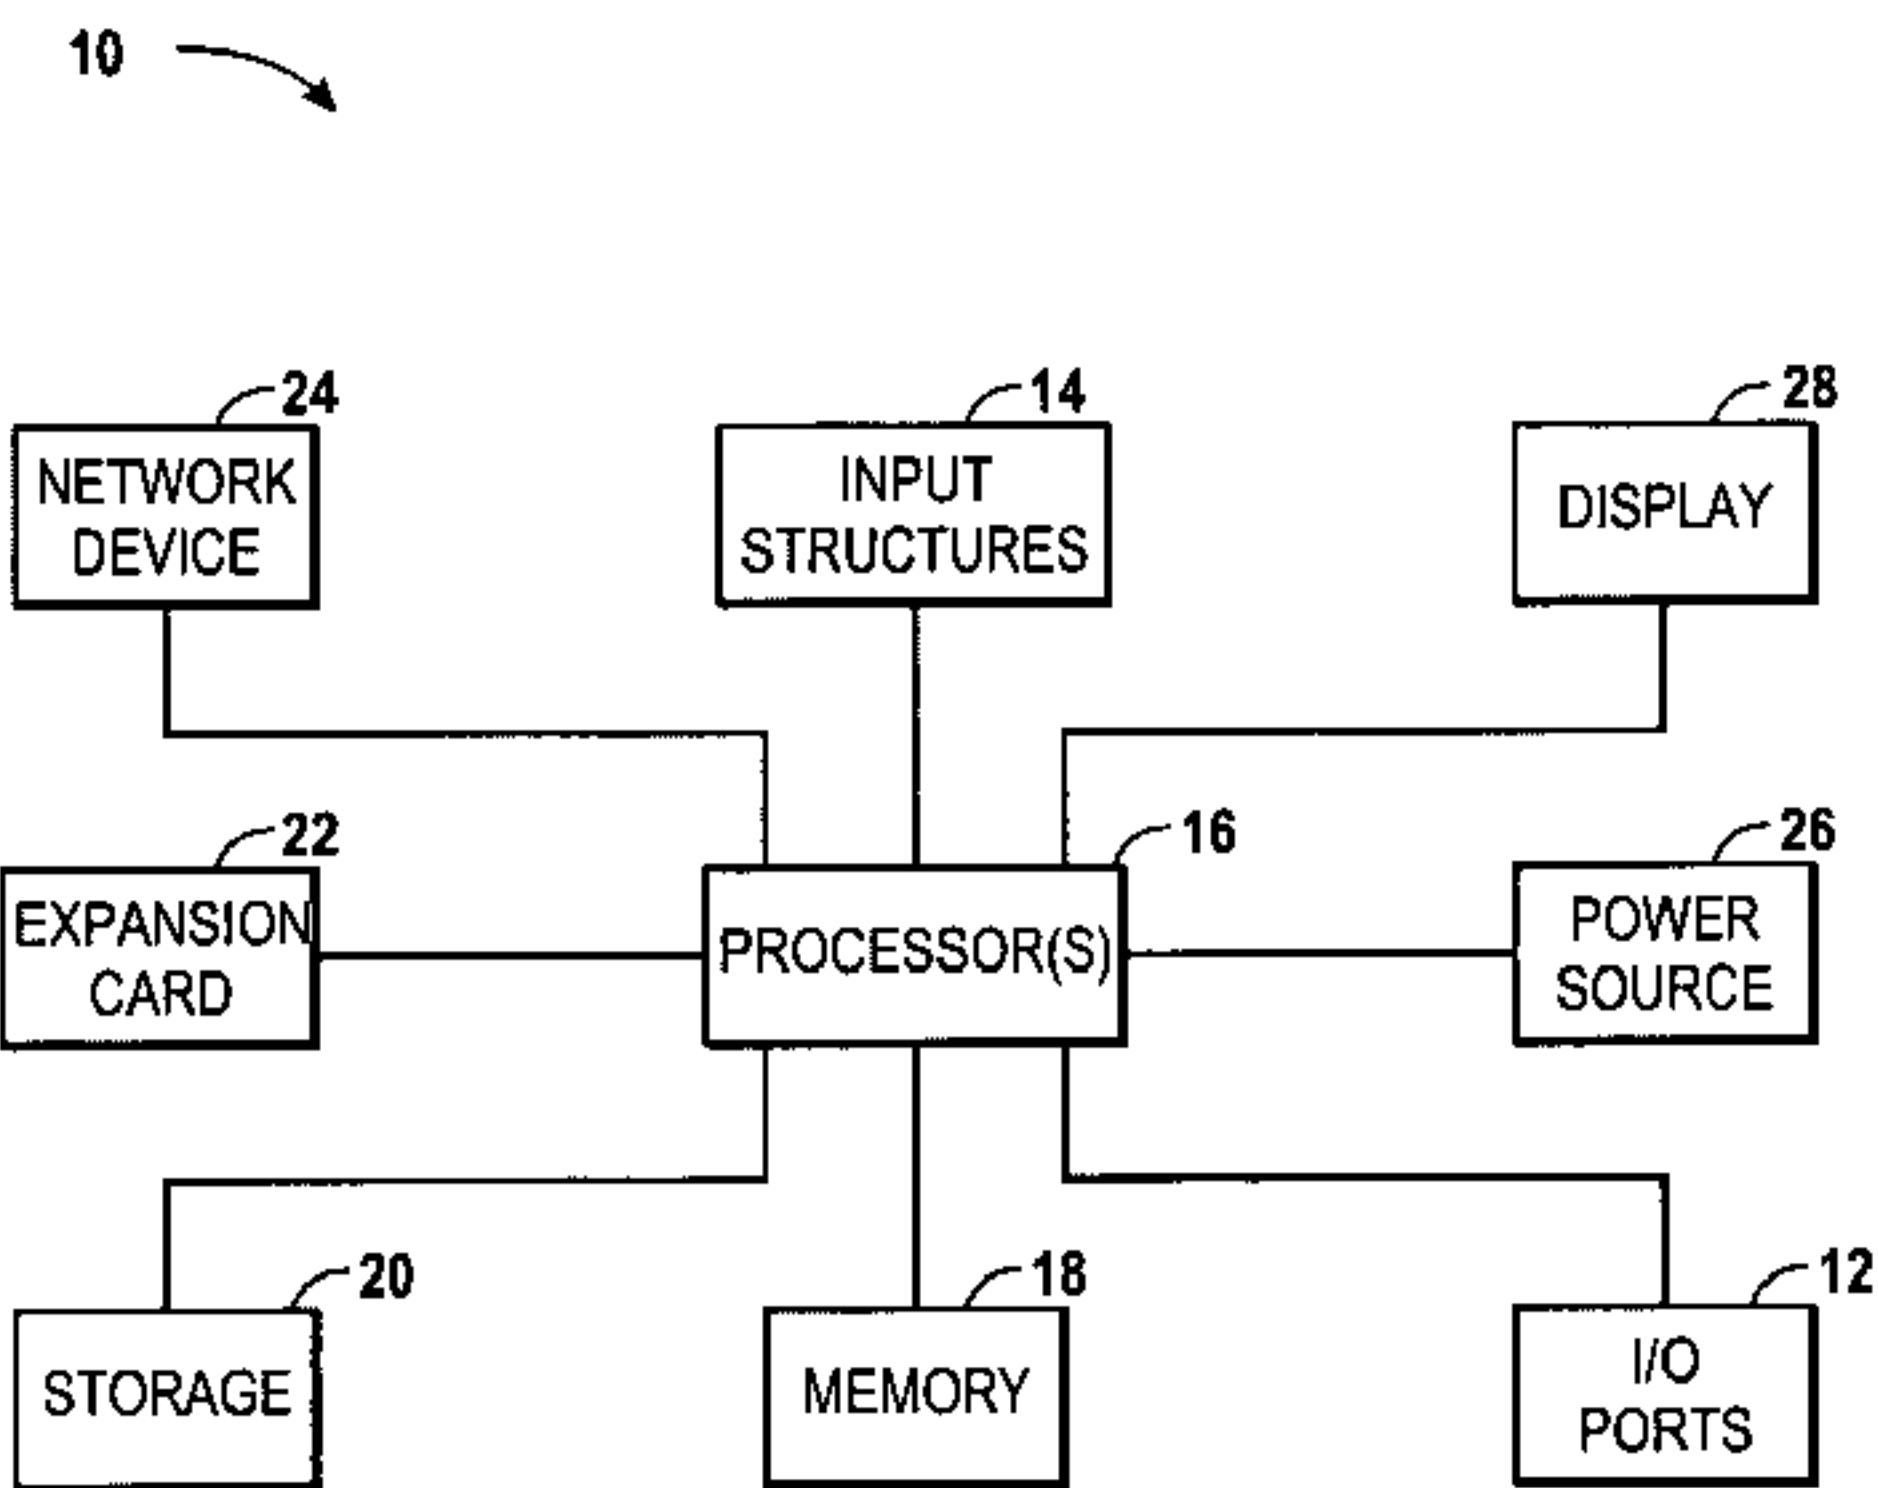 10
24
NETWORK
DEVICE
14
INPUT
STRUCTURES
28
DISPLAY
22
EXPANSION
CARD
16
PROCESSOR(S)
26
POWER
SOURCE
20
STORAGE
18
MEMORY
12
I/O
PORTS